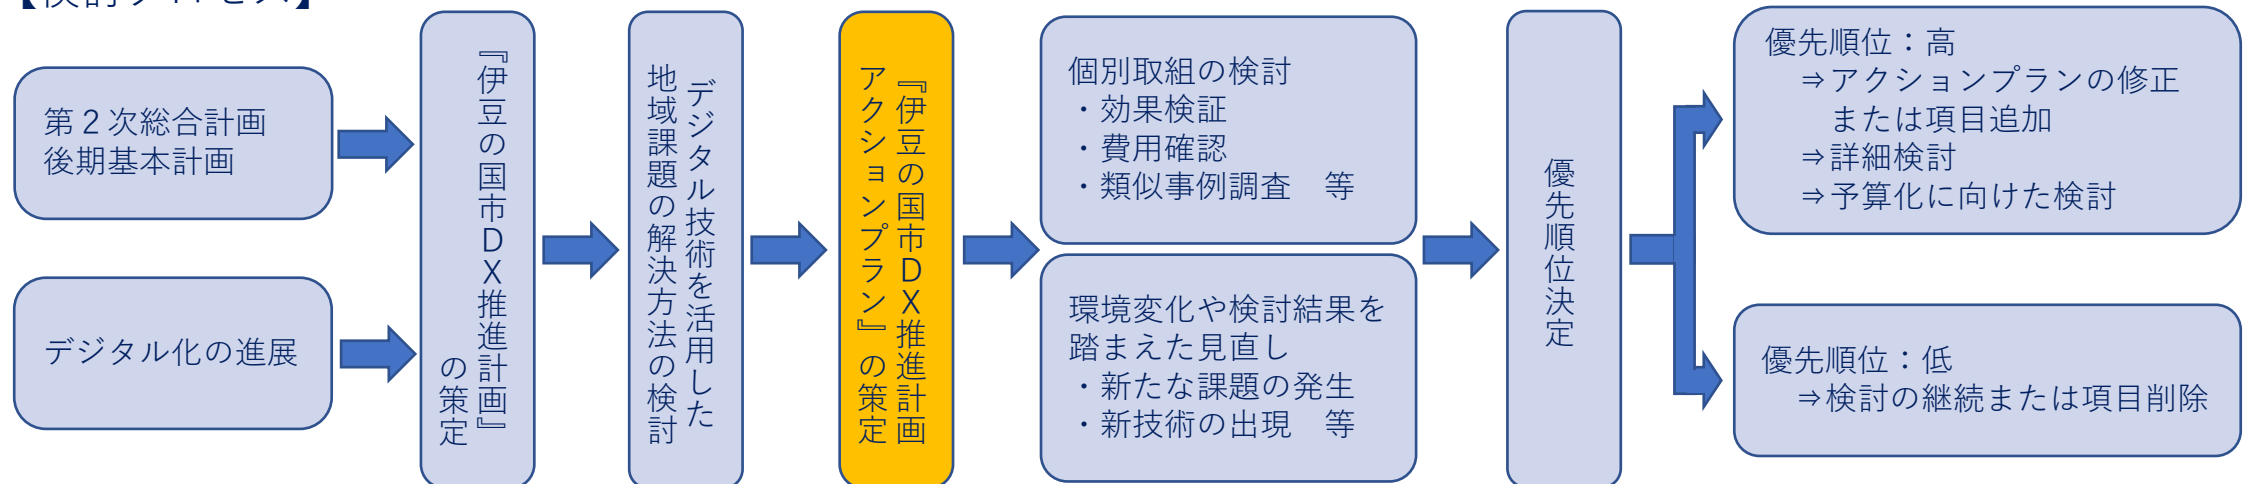 第２次総合計画
後期基本計画
デジタル化の進展
『伊豆の国市ＤＸ推進計画』
の策定
デジタル技術を活用した
地域課題の解決方法の検討
『伊豆の国市ＤＸ推進計画
アクションプラン』の策定
個別取組の検討
・効果検証
・費用確認
・類似事例調査　等
環境変化や検討結果を
踏まえた見直し
・新たな課題の発生
・新技術の出現　等
優先順位決定
優先順位：高
⇒アクションプランの修正
または項目追加
⇒詳細検討
⇒予算化に向けた検討
優先順位：低
⇒検討の継続または項目削除